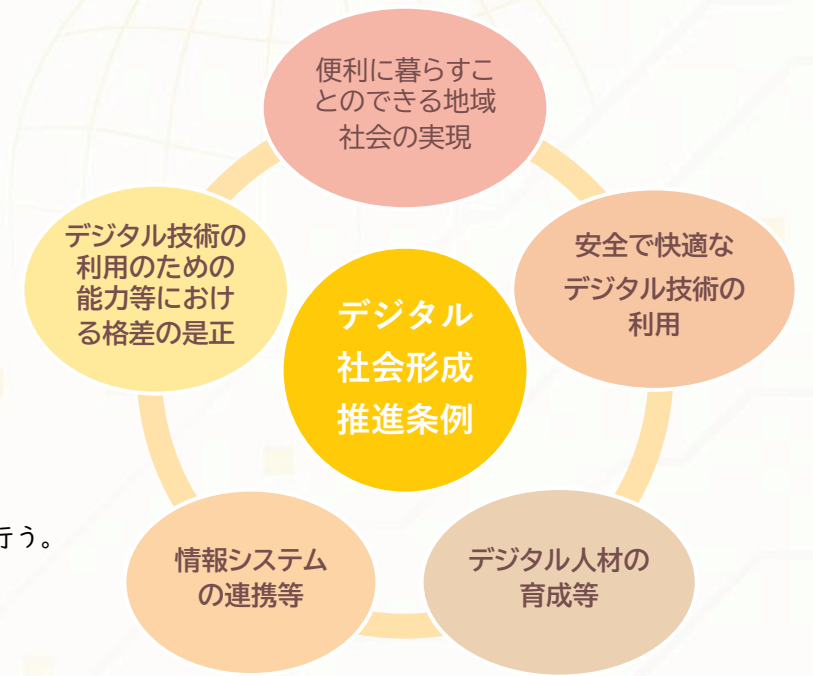 便利に暮らすこ
とのできる地域
社会の実現
安全で快適な
デジタル技術の
利用
デジタル技術の
利用のための
能力等におけ
る格差の是正
デジタル
社会形成
推進条例
行う。
情報システム
の連携等
デジタル人材の
育成等